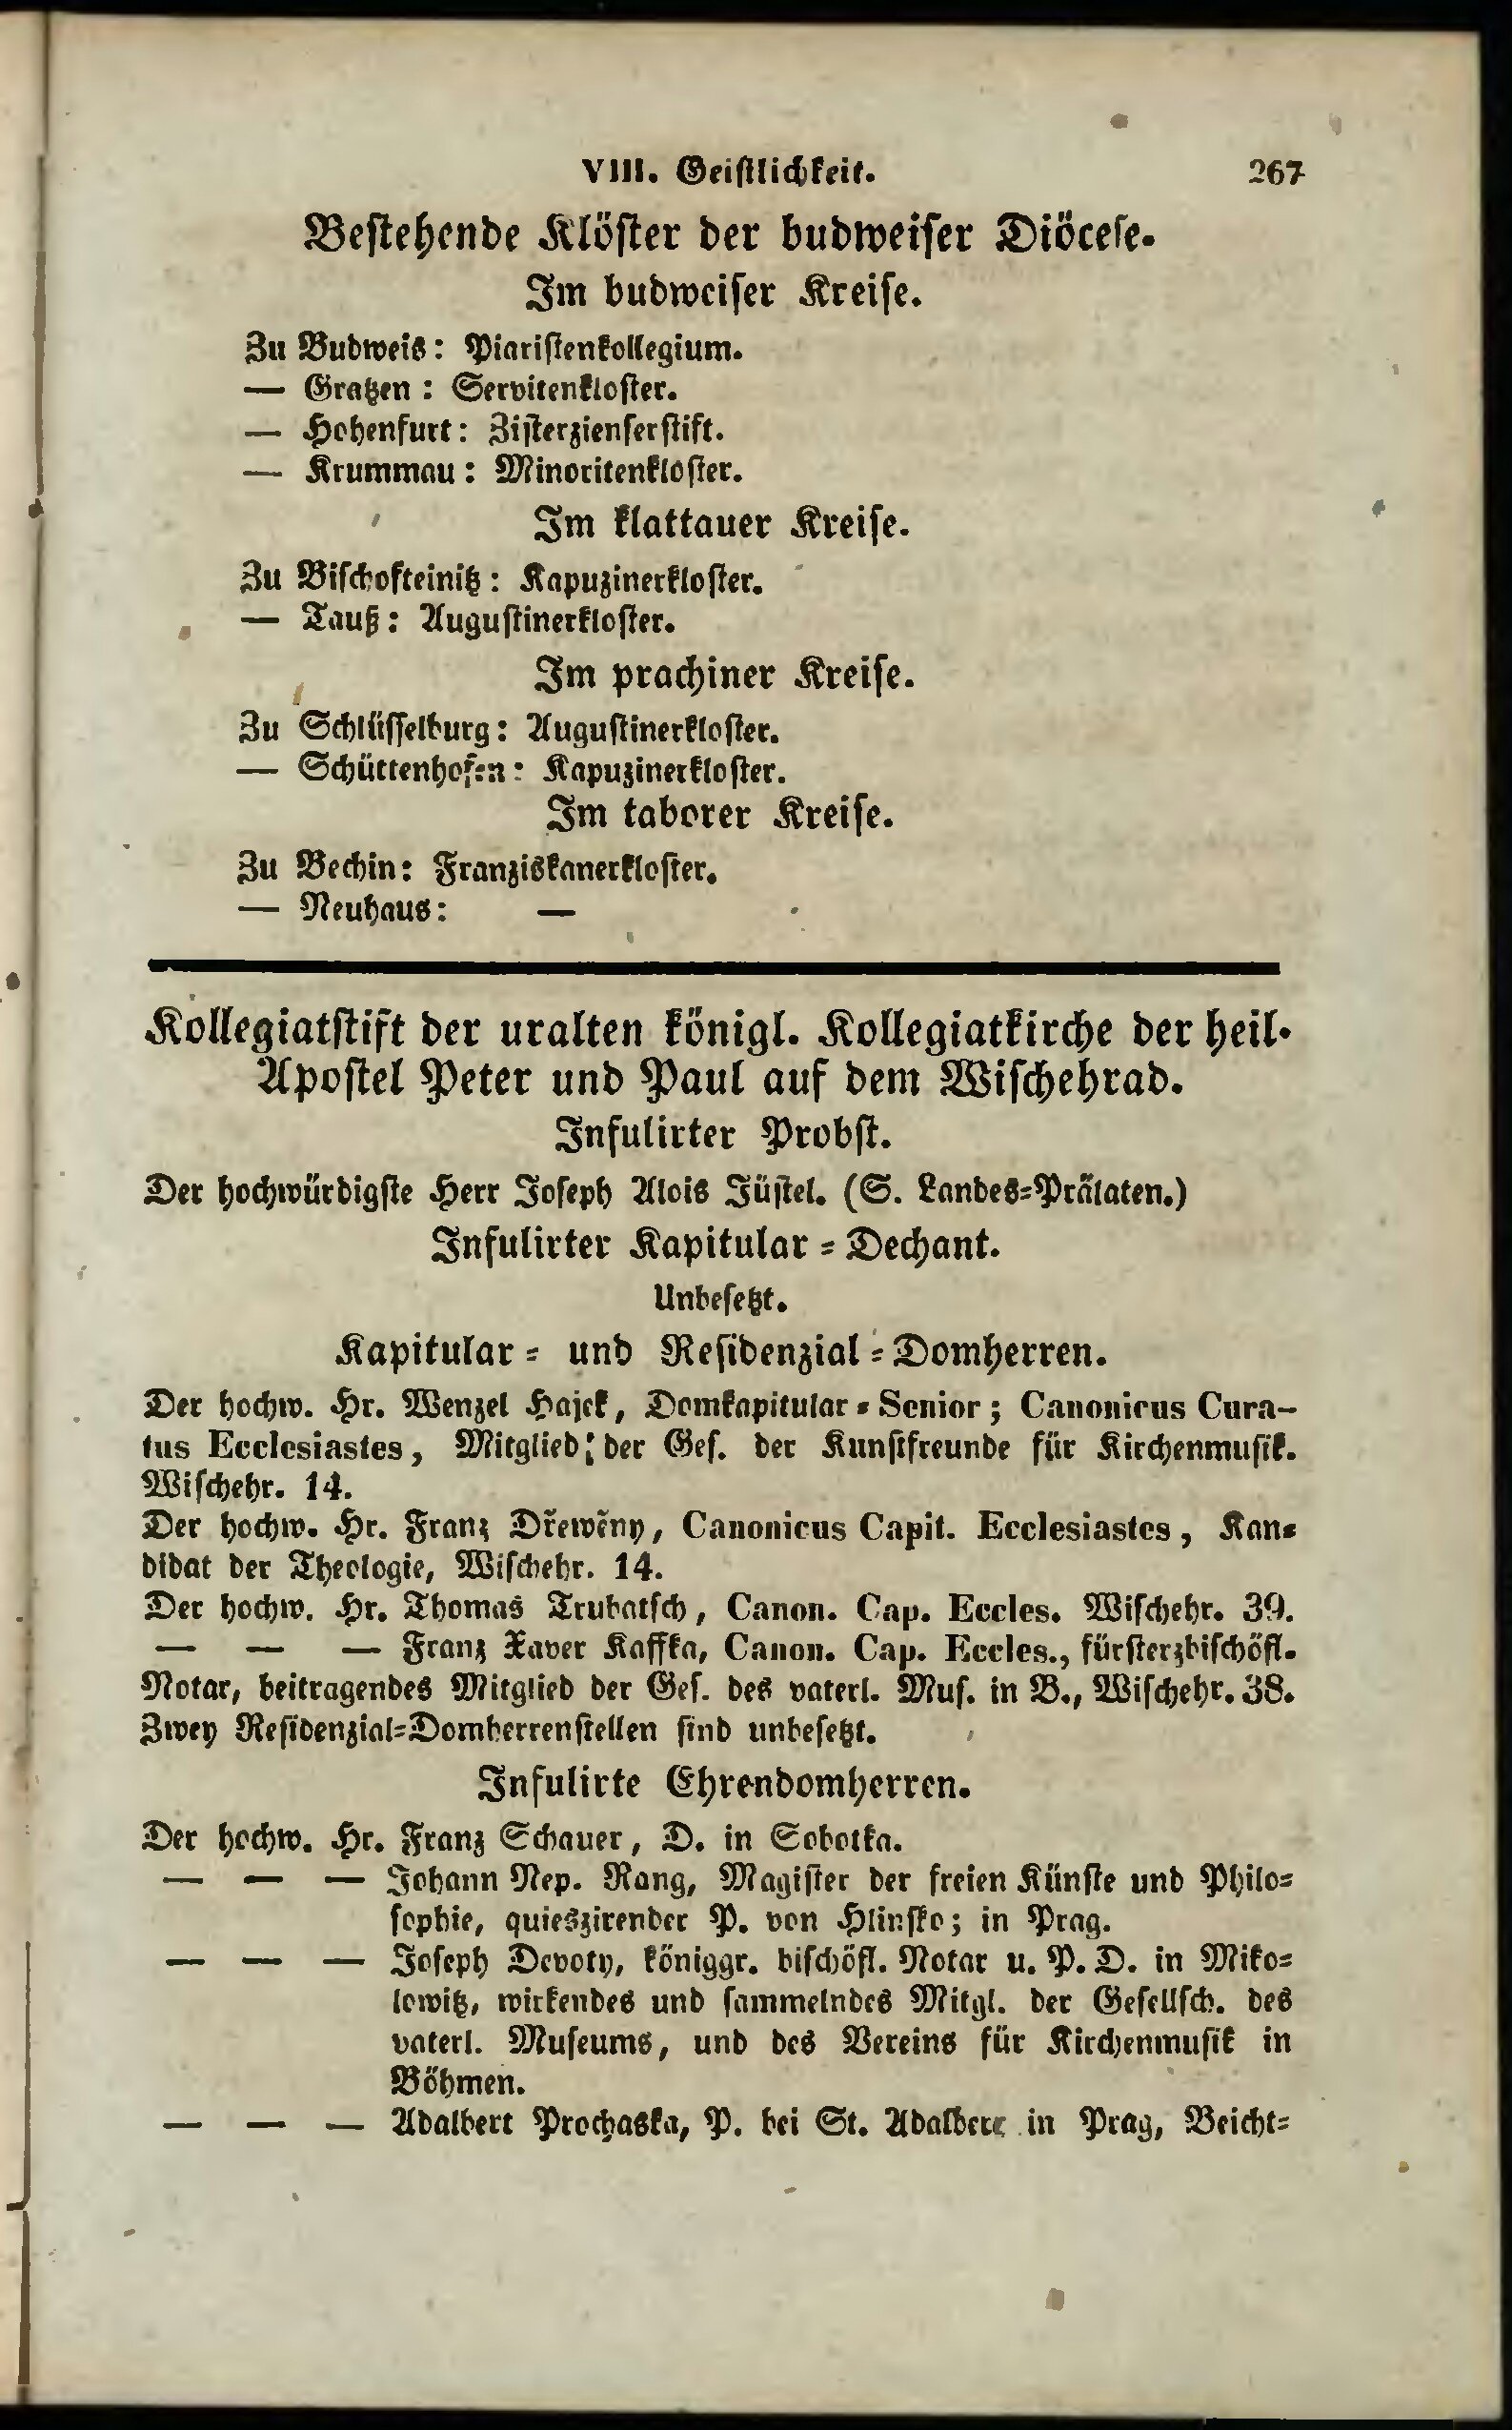 VIII. Geistlichkeit. 267
Bestehende Klöster der budweiser Diöcese.
Im budweiser Kreise.
Zu Budweis: Piaristenkollegium.
— Gratzen: Servitenkloster.
— Hohenfurt: Zisterzienserstift.
— Krummau: Minoritenkloster.
Im klattauer Kreise.
Zu Bischofteinitz: Kapuzinerkloster.
— Tauß: Augustinerkloster.
Im prachiner Kreise.
Zu Schlüsselburg: Augustinerkloster.
— Schüttenhofen: Kapuzinerkloster.
Im taborer Kreise.
Zu Bechin: Franziskanerkloster.
— Neuhaus: —
Kollegiatstift der uralten königl. Kollegiatkirche der heil.
Apostel Peter und Paul auf dem Wischehrad.
Infulirter Probst.
Der hochwürdigste Herr Joseph Alois Jüstel. (S. Landes-Prälaten.)
Infulirter Kapitular-Dechant.
Unbesetzt.
Kapitular- und Residenzial-Domherren.
Der hochw. Hr. Wenzel Hajek, Domkapitular-Senior; Canonicus Cura-
tus Ecclesiastes, Mitglied der Ges. der Kunstfreunde für Kirchenmusik.
Wischehr. 14.
Der hochw. Hr. Franz Dřewěny, Canonicus Capit. Ecclesiastes, Kan-
didat der Theologie, Wischehr. 14.
Der hochw. Hr. Thomas Trubatsch, Canon. Cap. Eccles. Wischehr. 39.
— — — Franz Xaver Kaffka, Canon. Cap. Eccles., fürsterzbischöfl.
Notar, beitragendes Mitglied der Ges. des vaterl. Mus. in B., Wischehr. 38.
Zwey Residenzial-Domherrenstellen sind unbesetzt.
Infulirte Ehrendomherren.
Der hochw. Hr. Franz Schauer, D. in Sobotka.
— — — Johann Nep. Rang, Magister der freien Künste und Philo-
sophie, quieszirender P. von Hlinsko; in Prag.
— — — Joseph Devoty, königgr. bischöfl. Notar u. P. D. in Miko-
lowitz, wirkendes und sammelndes Mitgl. der Gesellsch. des
vaterl. Museums, und des Vereins für Kirchenmusik in
Böhmen.
— — — Adalbert Prochaska, P. bei St. Adalbert in Prag, Beicht-